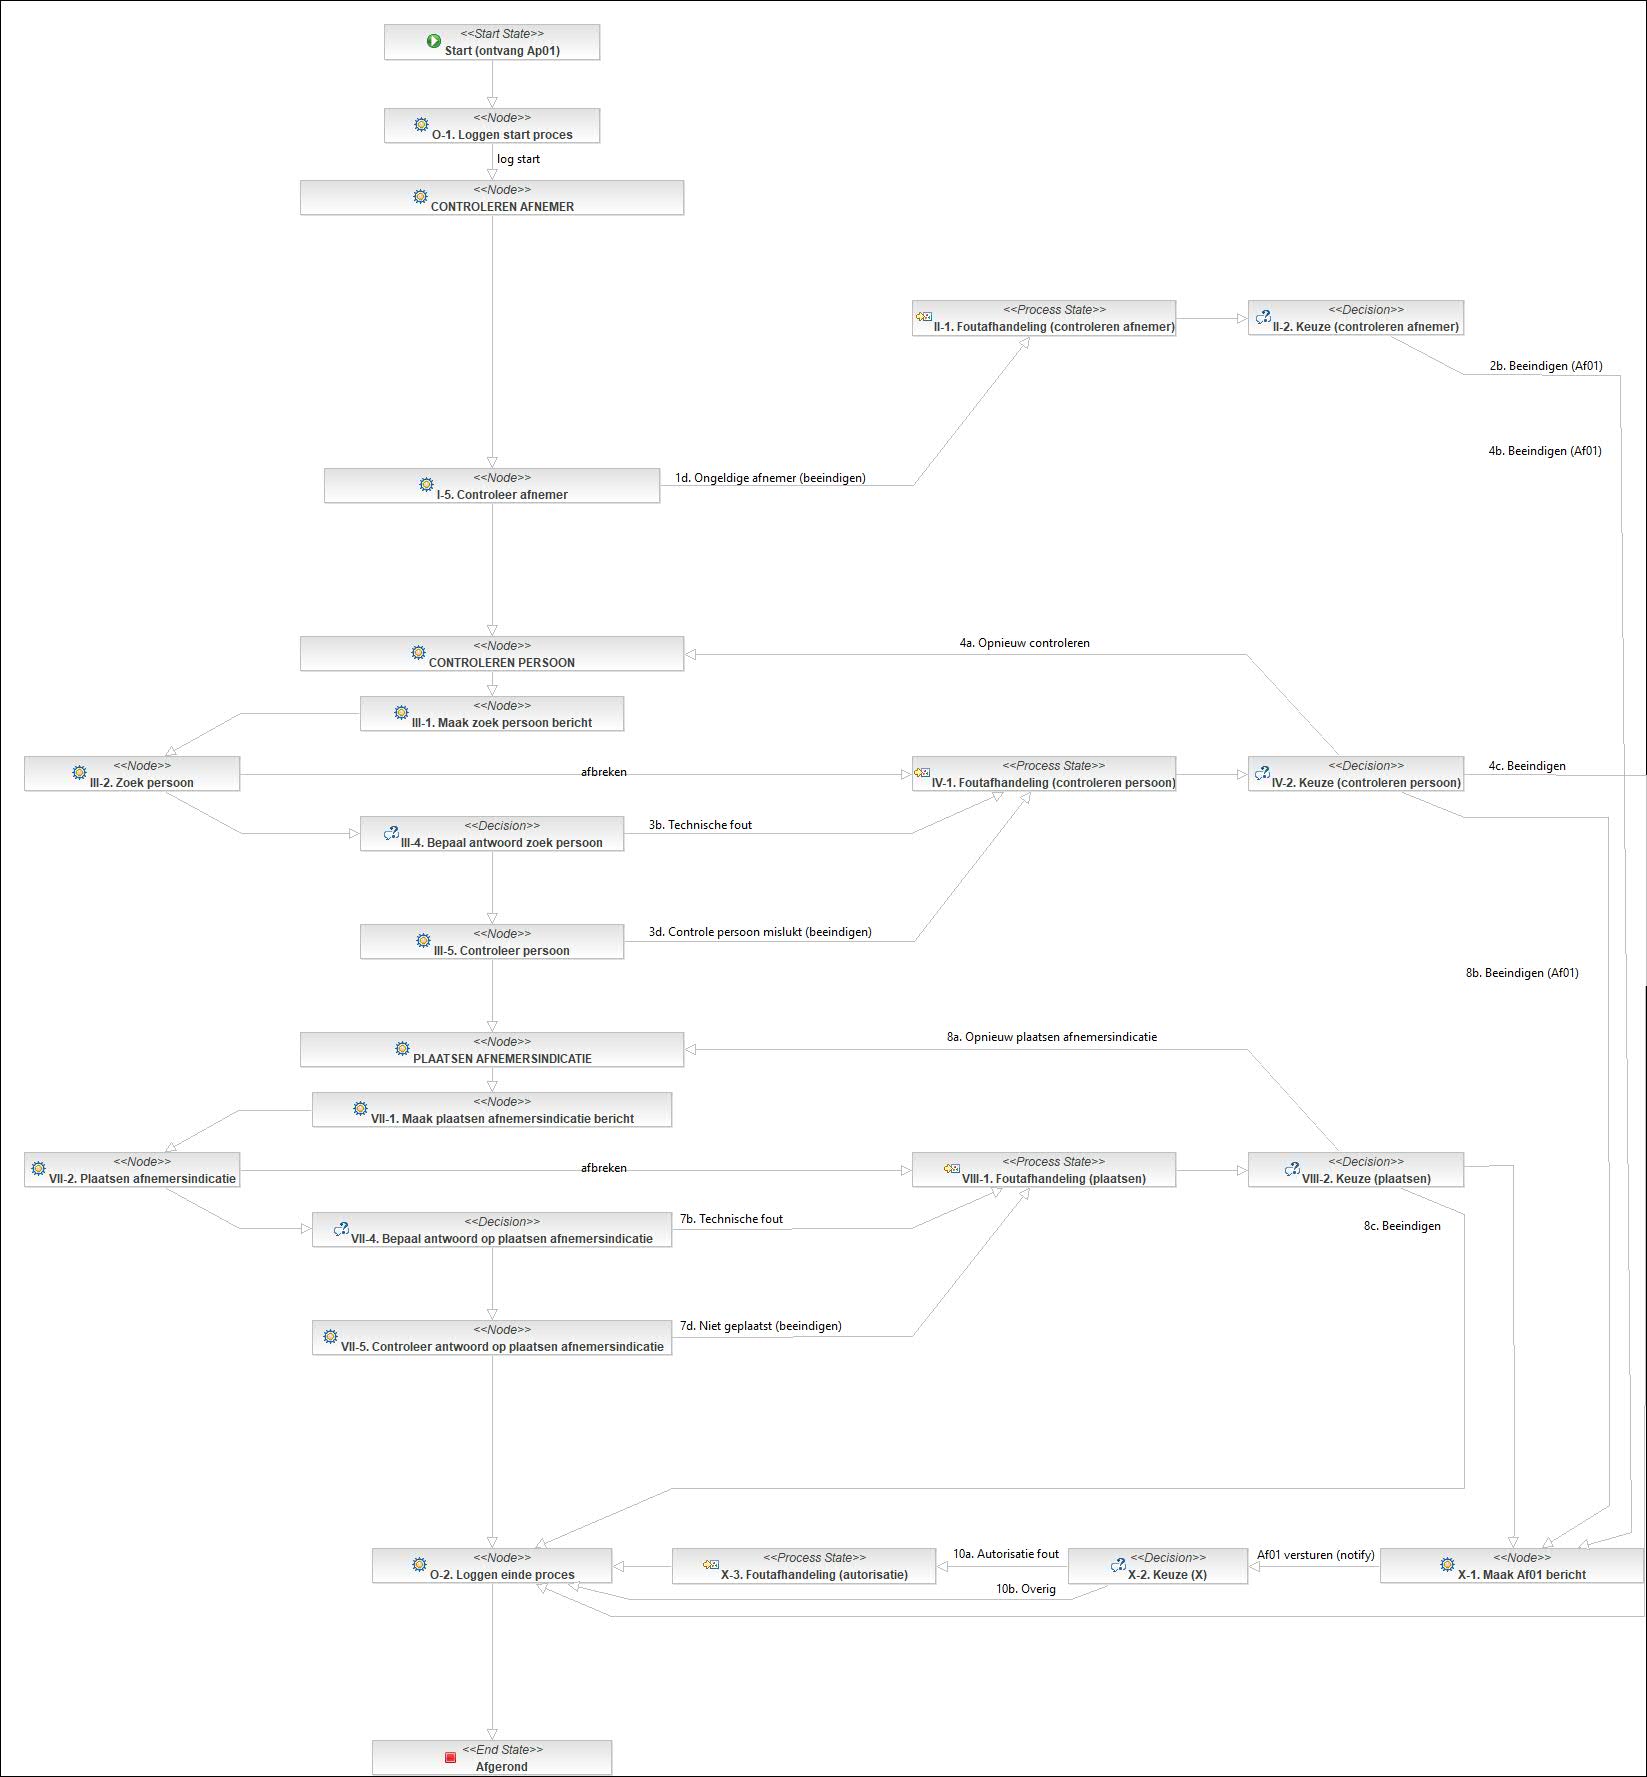 <<Start State>>
Start (ontvang Ap01)
<<Node>>
O-1. Loggen start proces
log start
<<Node>>
CONTROLEREN AFNEMER
<<Process State>>
II-1. Foutafhandeling (controleren afnemer)
<<Decision>>
II-2. Keuze (controleren afnemer)
2b. Beeindigen (Af01)
4b. Beeindigen (Af01)
<<Node>>
I-5. Controleer afnemer
1d. Ongeldige afnemer (beeindigen)
<<Node>>
CONTROLEREN PERSOON
4a. Opnieuw controleren
<<Node>>
III-1. Maak zoek persoon bericht
<<Node>>
III-2. Zoek persoon
afbreken
<<Process State>>
IV-1. Foutafhandeling (controleren persoon)
<<Decision>>
IV-2. Keuze (controleren persoon)
4c. Beeindigen
<<Decision>>
III-4. Bepaal antwoord zoek persoon
3b. Technische fout
<<Node>>
III-5. Controleer persoon
3d. Controle persoon mislukt (beeindigen)
8b. Beeindigen (Af01)
<<Node>>
PLAATSEN AFNEMERSINDICATIE
8a. Opnieuw plaatsen afnemersindicatie
<<Node>>
VII-1. Maak plaatsen afnemersindicatie bericht
<<Node>>
VII-2. Plaatsen afnemersindicatie
afbreken
<<Process State>>
VIII-1. Foutafhandeling (plaatsen)
<<Decision>>
VIII-2. Keuze (plaatsen)
8c. Beeindigen
<<Decision>>
VII-4. Bepaal antwoord op plaatsen afnemersindicatie
7b. Technische fout
<<Node>>
VII-5. Controleer antwoord op plaatsen afnemersindicatie
7d. Niet geplaatst (beeindigen)
<<Node>>
O-2. Loggen einde proces
<<Process State>>
X-3. Foutafhandeling (autorisatie)
10a. Autorisatie fout
10b. Overig
<<Decision>>
X-2. Keuze (X)
Af01 versturen (notify)
<<Node>>
X-1. Maak Af01 bericht
<<End State>>
Afgerond